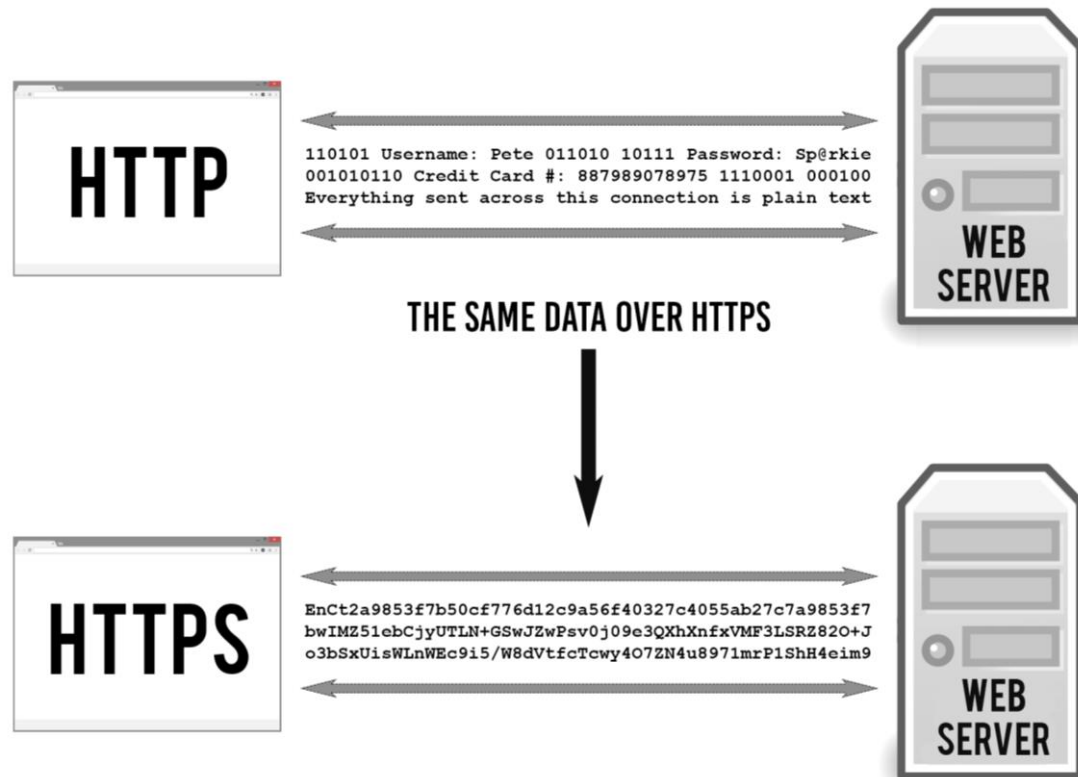 HTTP
110101 Username: Pete 011010 10111 Password: Sp@rkie
001010110 Credit Card #: 887989078975 1110001 000100
Everything sent across this connection is plain text
WEB
SERVER
THE SAME DATA OVER HTTPS
HTTPS
EnCt2a9853f7b50cf776d12c9a56f40327c4055ab27c7a9853f7
bwIMZ51ebCjyUTLN+GSwJZwPsv0j09e3QXhXnfxVMF3LSRZ82O+J
o3bSxUisWLnWEc9i5/W8dVtfcTcwy4O7ZN4u8971mrP1ShH4eim9
WEB
SERVER